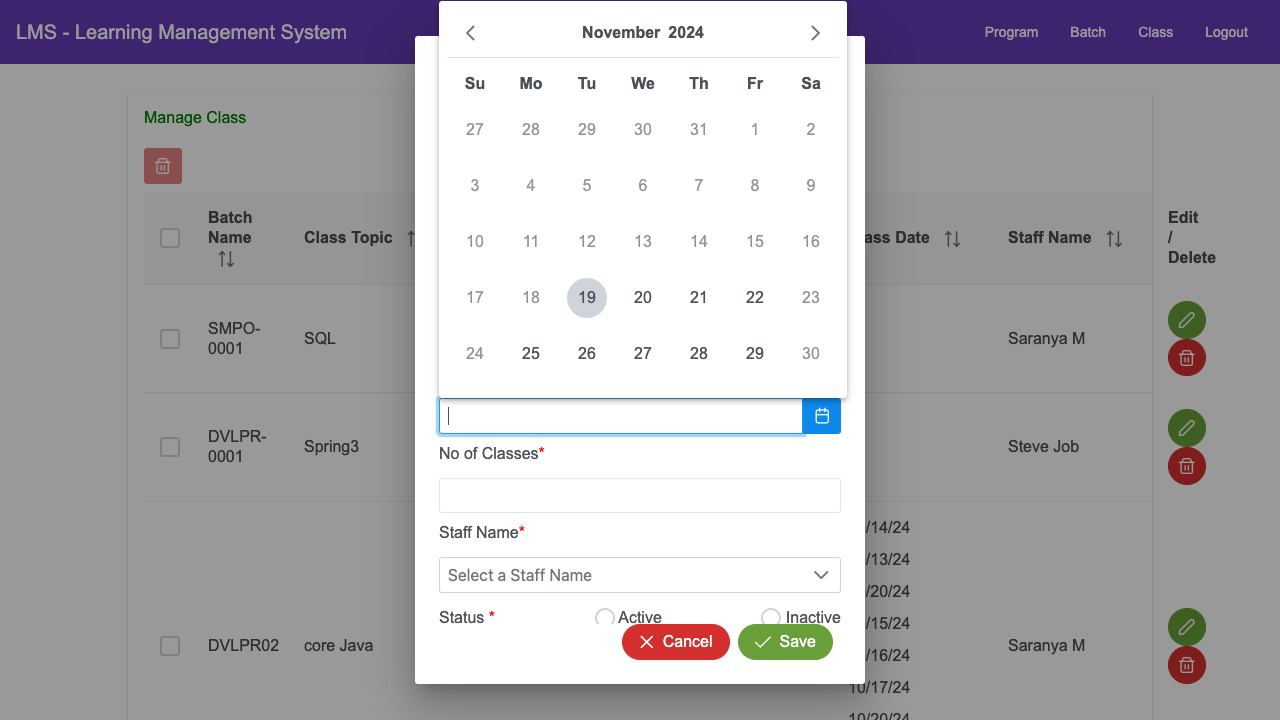 LMS - Learning Management System
Program Batch Class Logout
November 2024
Su Mo Tu We Th Fr Sa
27 28 29 30 31 1 2
3 4 5 6 7 8 9
10 11 12 13 14 15 16
17 18 19 20 21 22 23
24 25 26 27 28 29 30
Manage Class
Batch Name
Class Topic
ass Date
Staff Name
Edit / Delete
SMPO-0001
SQL
Saranya M
DVLPR-0001
Spring3
Steve Job
DVLPR02
core Java
/14/24
/13/24
/20/24
/15/24
/16/24
10/17/24
10/20/24
Saranya M
No of Classes*
Staff Name*
Select a Staff Name
Status * Active Inactive
Cancel Save